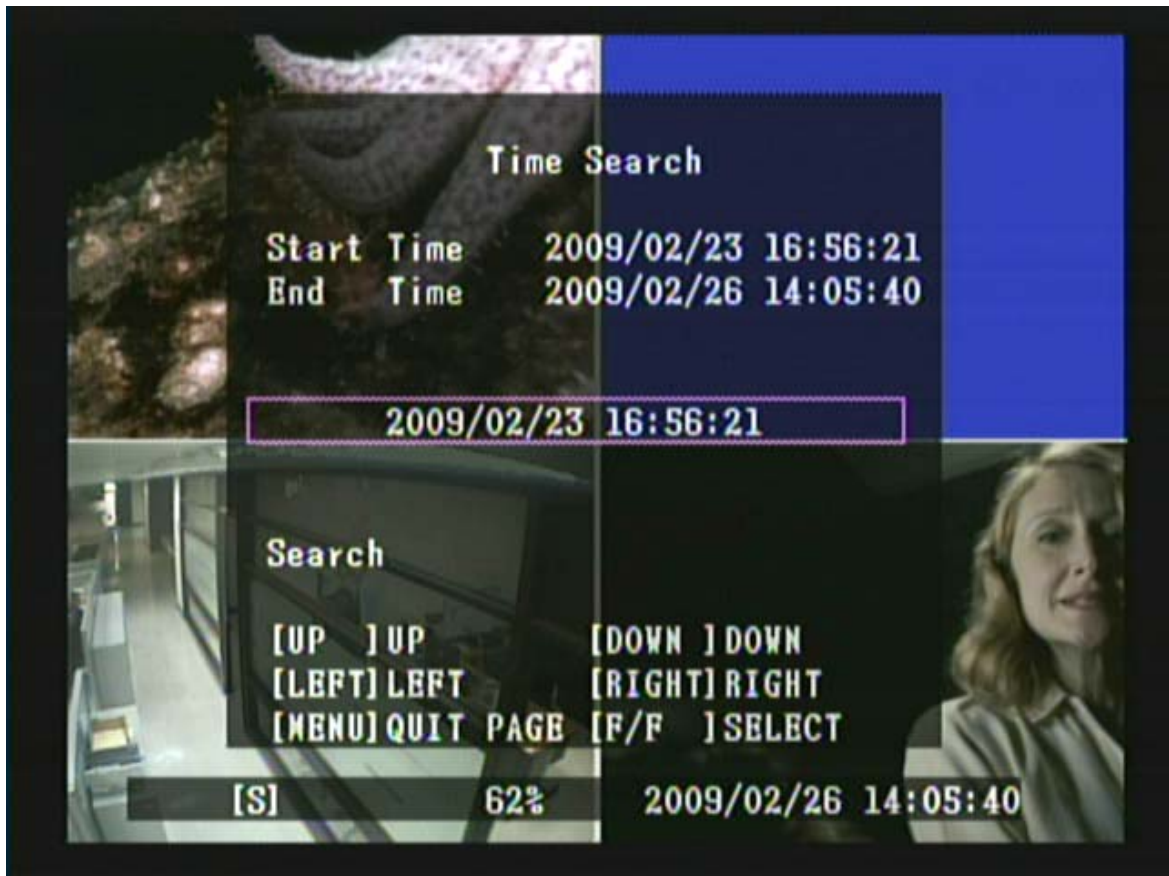 Time Search
Start Time 2009/02/23 16:56:21
End Time 2009/02/26 14:05:40
2009/02/23 16:56:21
Search
[UP ]UP [DOWN ]DOWN
[LEFT]LEFT [RIGHT]RIGHT
[MENU]QUIT PAGE [F/F ]SELECT
[S] 62% 2009/02/26 14:05:40